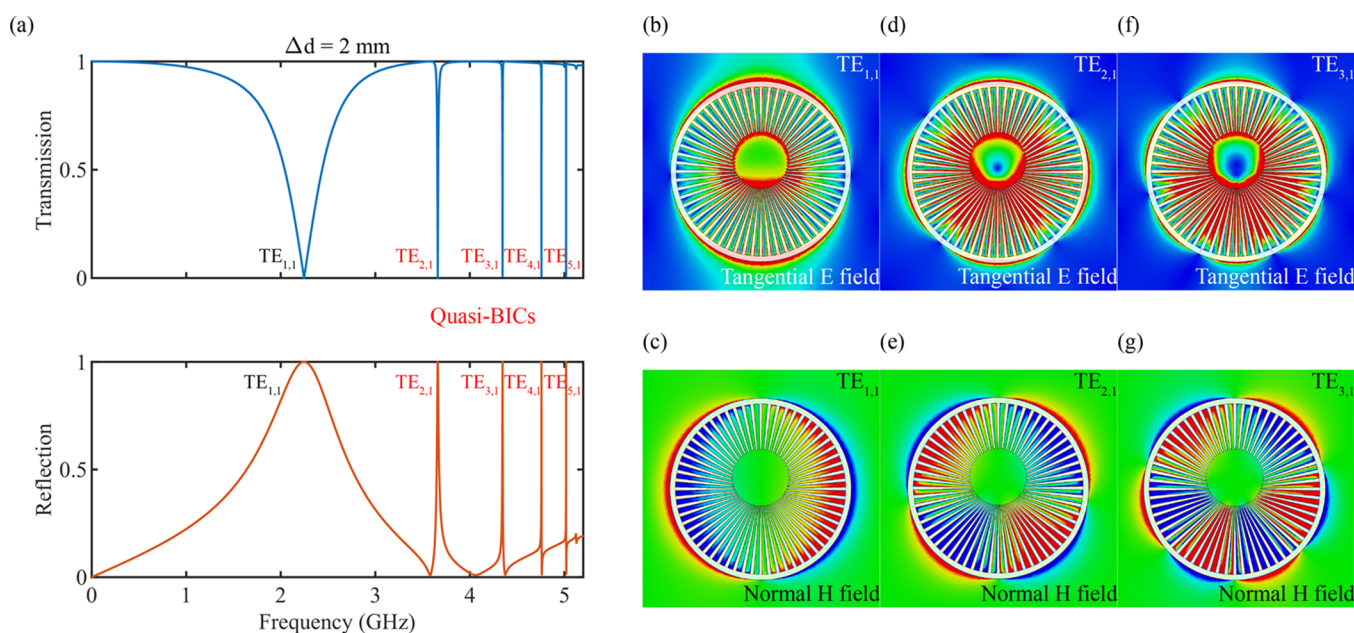 (a)
Δd = 2 mm
1
0.5
0
Transmission
TE1,1
TE2,1
TE3,1
TE4,1
TE5,1
Quasi-BICs
1
0.5
0
Reflection
TE1,1
TE2,1
TE3,1
TE4,1
TE5,1
0 1 2 3 4 5
Frequency (GHz)
(b)
TE1,1
Tangential E field
(d)
TE2,1
Tangential E field
(f)
TE3,1
Tangential E field
(c)
TE1,1
Normal H field
(e)
TE2,1
Normal H field
(g)
TE3,1
Normal H field